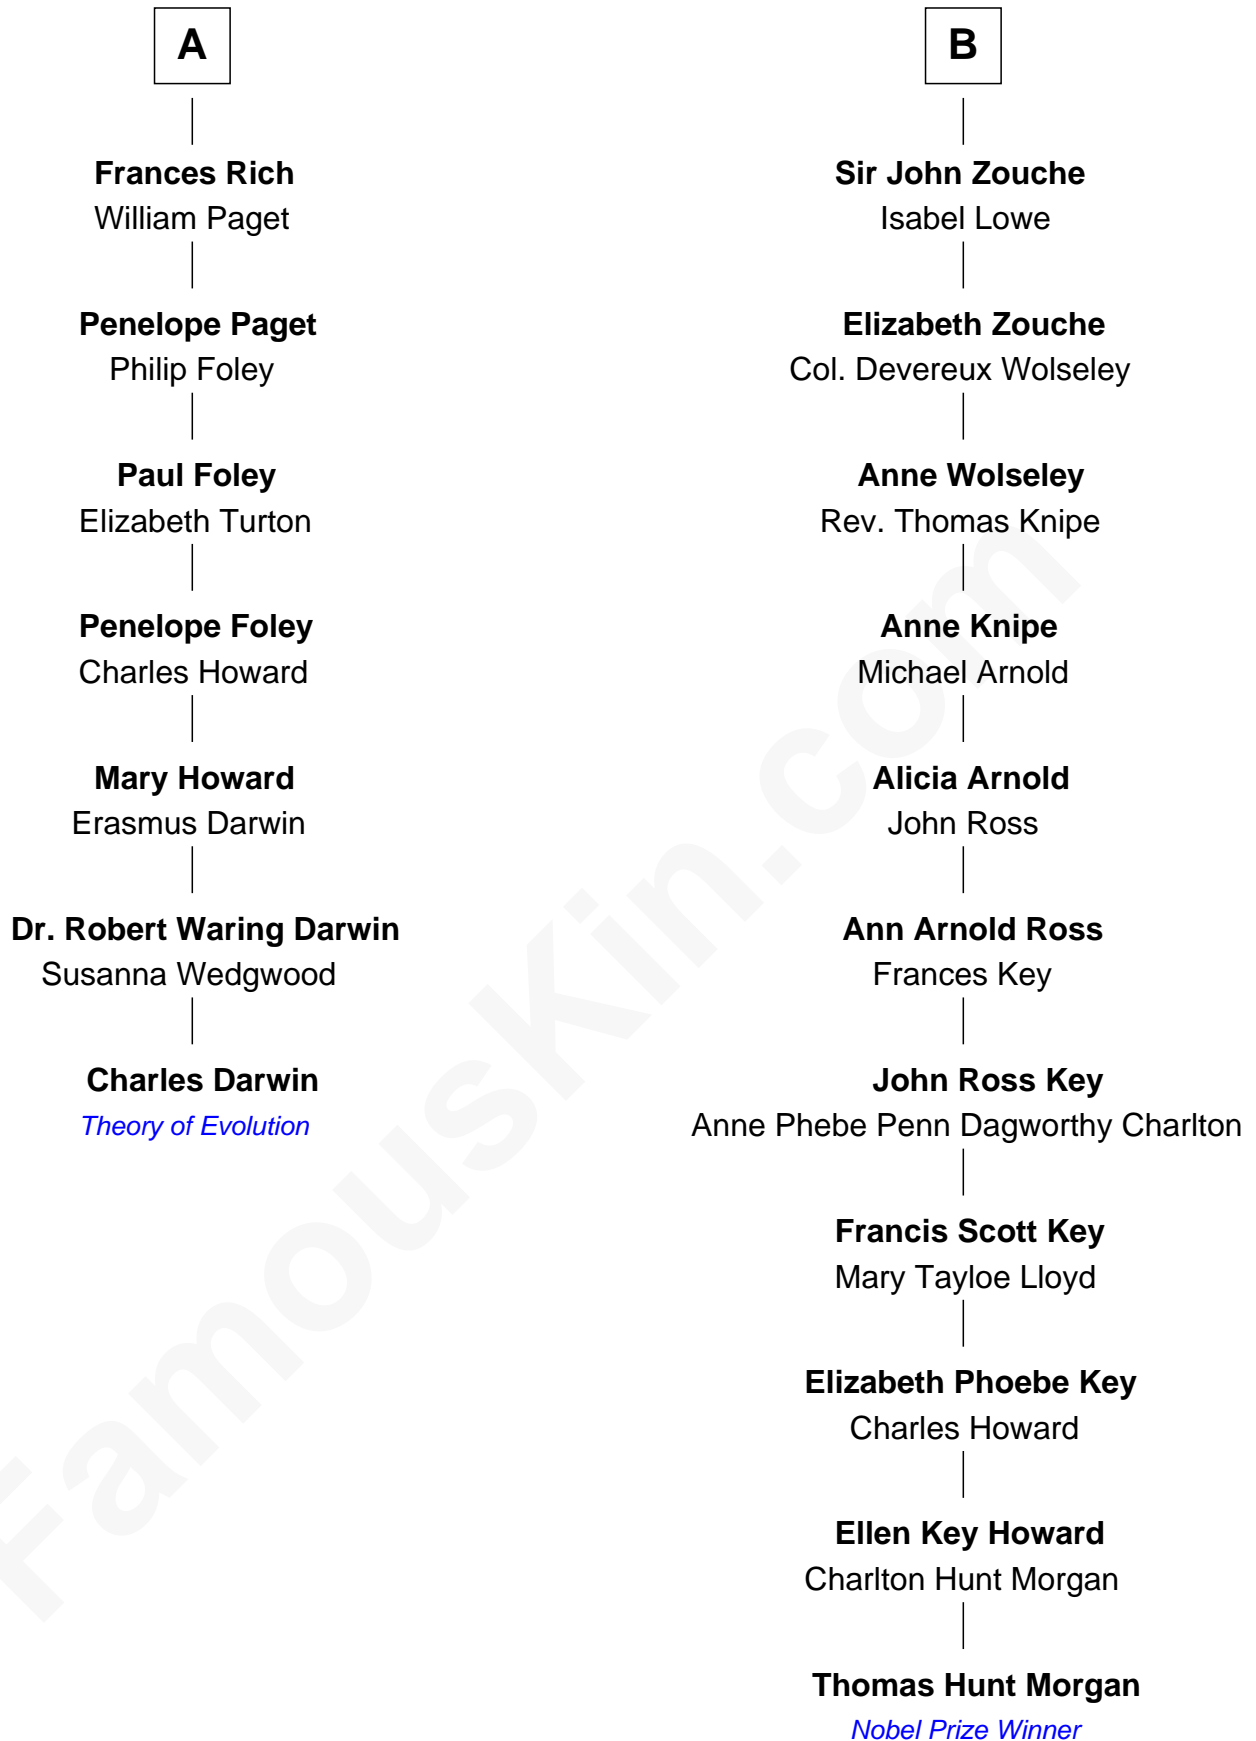 A
Frances Rich
William Paget
Penelope Paget
Philip Foley
Paul Foley
Elizabeth Turton
Penelope Foley
Charles Howard
Mary Howard
Erasmus Darwin
Dr. Robert Waring Darwin
Susanna Wedgwood
Charles Darwin
Theory of Evolution
B
Sir John Zouche
Isabel Lowe
Elizabeth Zouche
Col. Devereux Wolseley
Anne Wolseley
Rev. Thomas Knipe
Anne Knipe
Michael Arnold
Alicia Arnold
John Ross
Ann Arnold Ross
Frances Key
John Ross Key
Anne Phebe Penn Dagworthy Charlton
Francis Scott Key
Mary Tayloe Lloyd
Elizabeth Phoebe Key
Charles Howard
Ellen Key Howard
Charlton Hunt Morgan
Thomas Hunt Morgan
Nobel Prize Winner
FamousKin.com